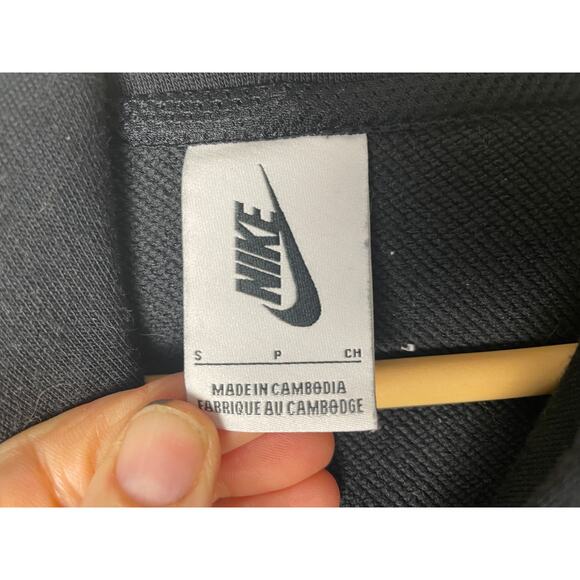 NIKE
S P CH
MADE IN CAMBODIA
FABRIQUE AU CAMBODGE